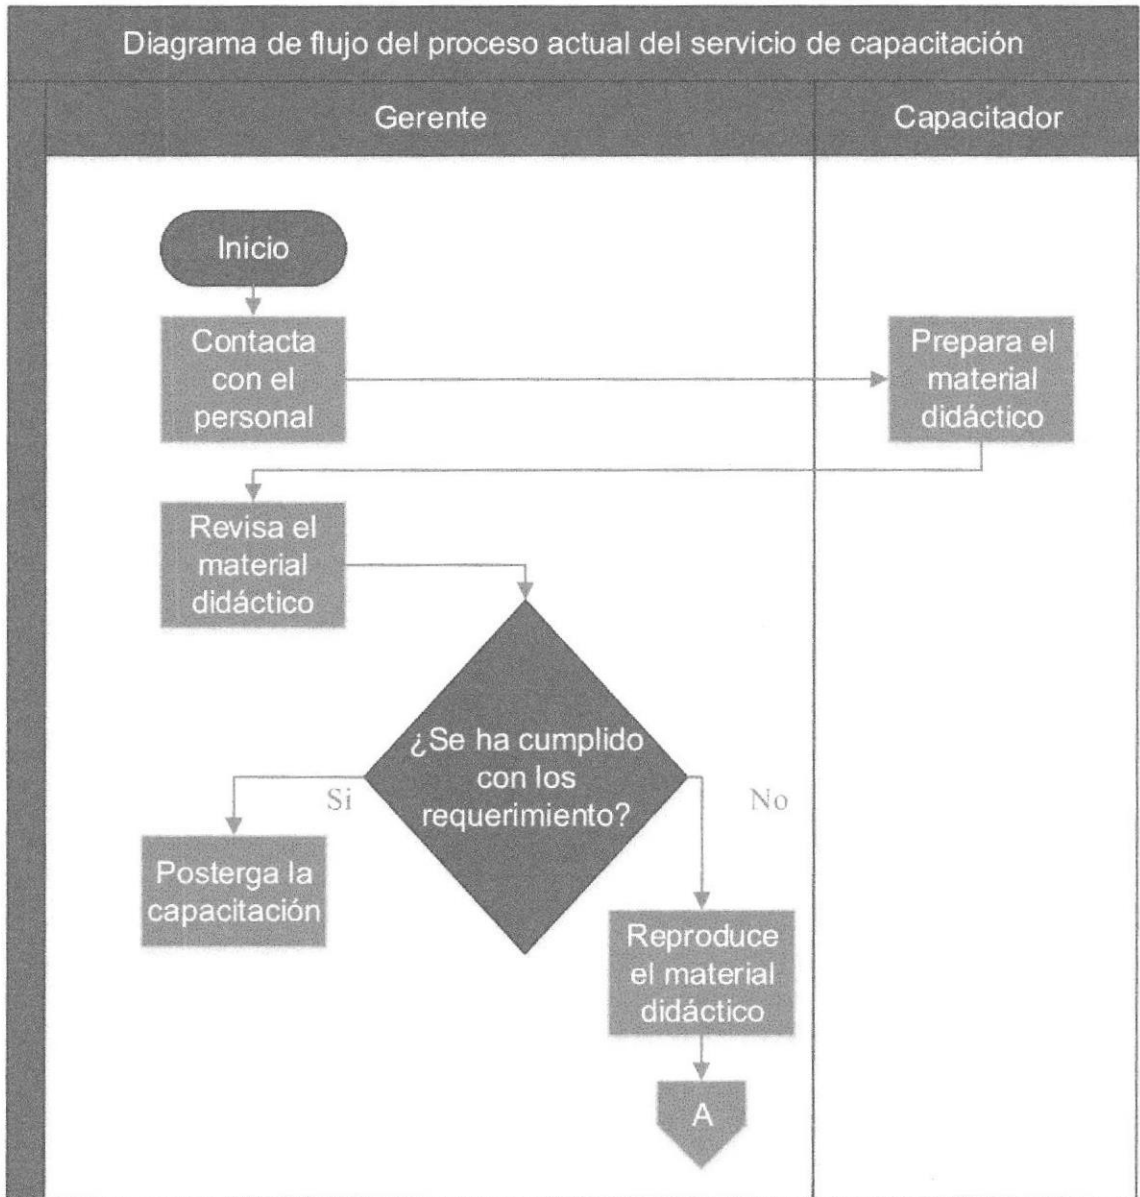 Diagrama de flujo del proceso actual del servicio de capacitación
Gerente
Capacitador
Inicio
Contacta
con el
personal
Prepara el
material
didáctico
Revisa el
material
didáctico
¿Se ha cumplido
con los
requerimiento?
Si
No
Posterga la
capacitación
Reproduce
el material
didáctico
A